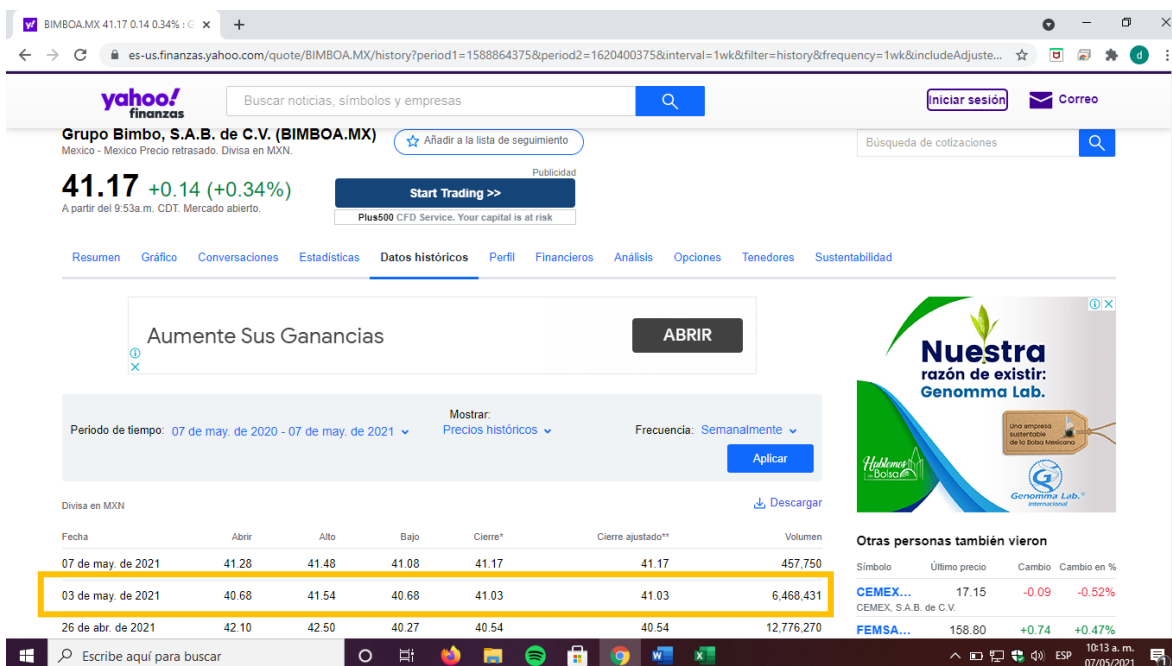 BIMBOA.MX 41.17 0.14 0.34% : G
es-us.finanzas.yahoo.com/quote/BIMBOA.MX/history?period1=1588864375&period2=1620400375&interval=1wk&filter=history&frequency=1wk&includeAdjuste...
d
yahoo!
finanzas
Buscar noticias, símbolos y empresas
Iniciar sesión
Correo
Grupo Bimbo, S.A.B. de C.V. (BIMBOA.MX)
Añadir a la lista de seguimiento
Búsqueda de cotizaciones
Mexico - Mexico Precio retrasado. Divisa en MXN.
41.17 +0.14 (+0.34%)
A partir del 9:53a.m. CDT. Mercado abierto.
Publicidad
Start Trading >>
Plus500 CFD Service. Your capital is at risk
Resumen Gráfico Conversaciones Estadísticas Datos históricos Perfil Financieros Análisis Opciones Tenedores Sustentabilidad
Aumente Sus Ganancias
ABRIR
Nuestra
razón de existir:
Genomma Lab.
Una empresa
sustentable
de la Bolsa Mexicana
Hablemos
de Bolsa
Genomma Lab.®
Internacional
Periodo de tiempo: 07 de may. de 2020 - 07 de may. de 2021
Mostrar:
Precios históricos
Frecuencia: Semanalmente
Aplicar
Divisa en MXN
Descargar
Fecha Abrir Alto Bajo Cierre* Cierre ajustado** Volumen
07 de may. de 2021 41.28 41.48 41.08 41.17 41.17 457,750
03 de may. de 2021 40.68 41.54 40.68 41.03 41.03 6,468,431
26 de abr. de 2021 42.10 42.50 40.27 40.54 40.54 12,776,270
Otras personas también vieron
Símbolo Último precio Cambio Cambio en %
CEMEX... 17.15 -0.09 -0.52%
CEMEX, S.A.B. de C.V.
FEMSA... 158.80 +0.74 +0.47%
Escribe aquí para buscar
ESP
10:13 a. m.
07/05/2021